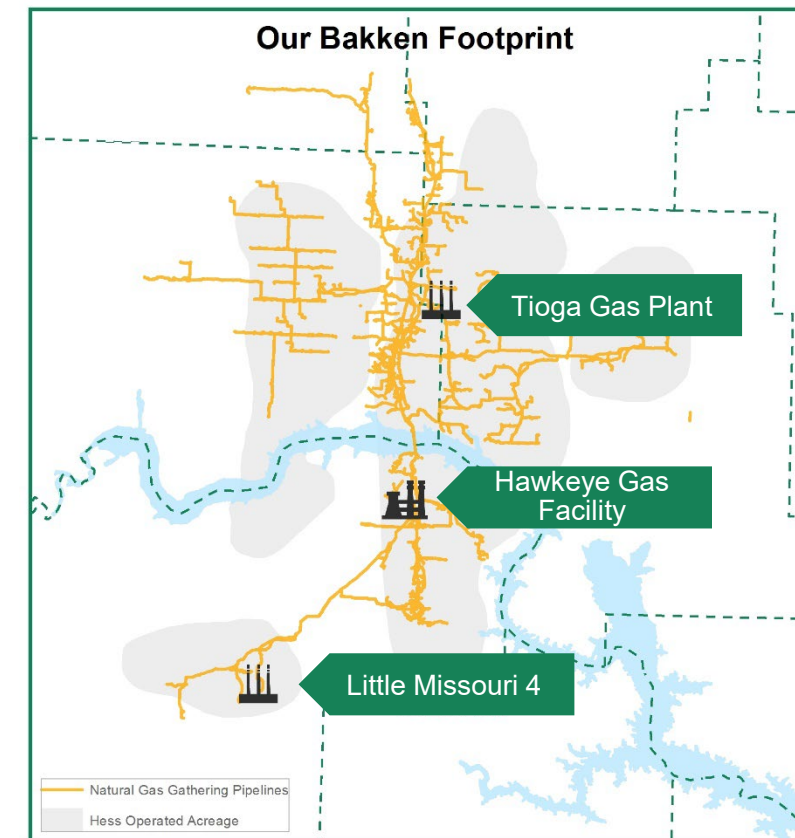 Our Bakken Footprint
Tioga Gas Plant
Hawkeye Gas
Facility
Little Missouri 4
Natural Gas Gathering Pipelines
Hess Operated Acreage